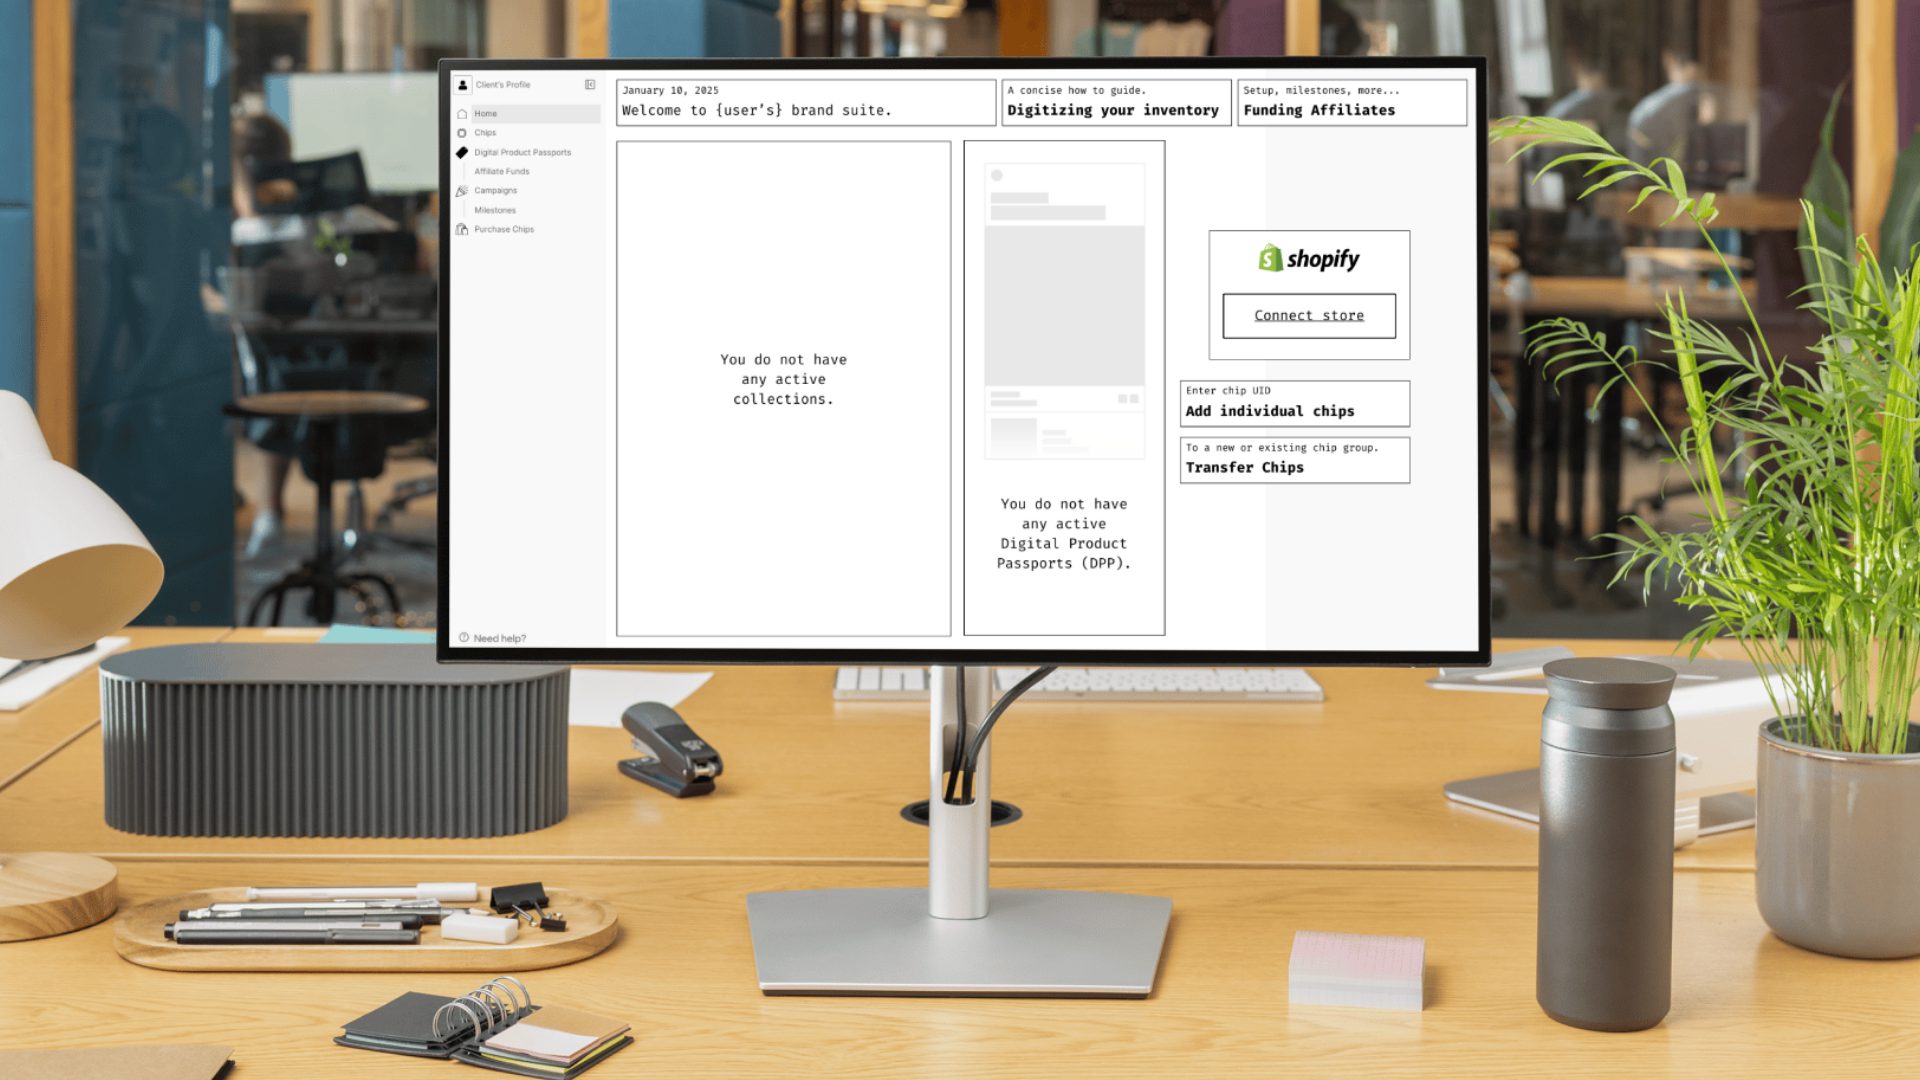 Client's Profile
Home
Chips
Digital Product Passports
Affiliate Funds
Campaigns
Milestones
Purchase Chips
Need help?
January 10, 2025
Welcome to {user's} brand suite.
A concise how to guide.
Digitizing your inventory
Setup, milestones, more...
Funding Affiliates
You do not have
any active
collections.
You do not have
any active
Digital Product
Passports (DPP).
shopify
Connect store
Enter chip UID
Add individual chips
To a new or existing chip group.
Transfer Chips